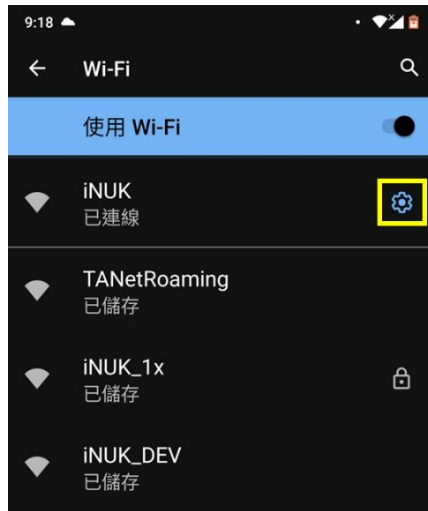 9:18
Wi-Fi
使用 Wi-Fi
iNUK
已連線
TANetRoaming
已儲存
iNUK_1x
已儲存
iNUK_DEV
已儲存